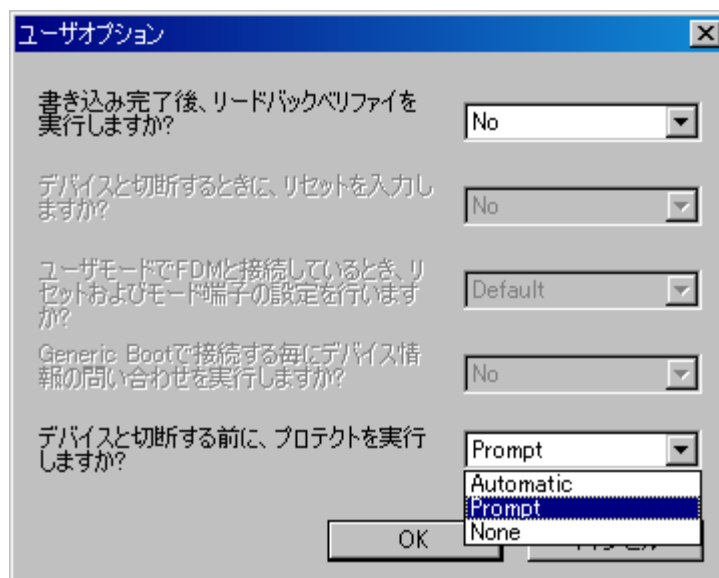 ユーザオプション
書き込み完了後、リードバックベリファイを
実行しますか?
No
デバイスと切断するときに、リセットを入力し
ますか?
No
ユーザモードでFDMと接続しているとき、リ
セットおよびモード端子の設定を行います
か?
Default
Generic Bootで接続する毎にデバイス情
報の問い合わせを実行しますか?
No
デバイスと切断する前に、プロテクトを実行
しますか?
Prompt
Automatic
Prompt
None
OK